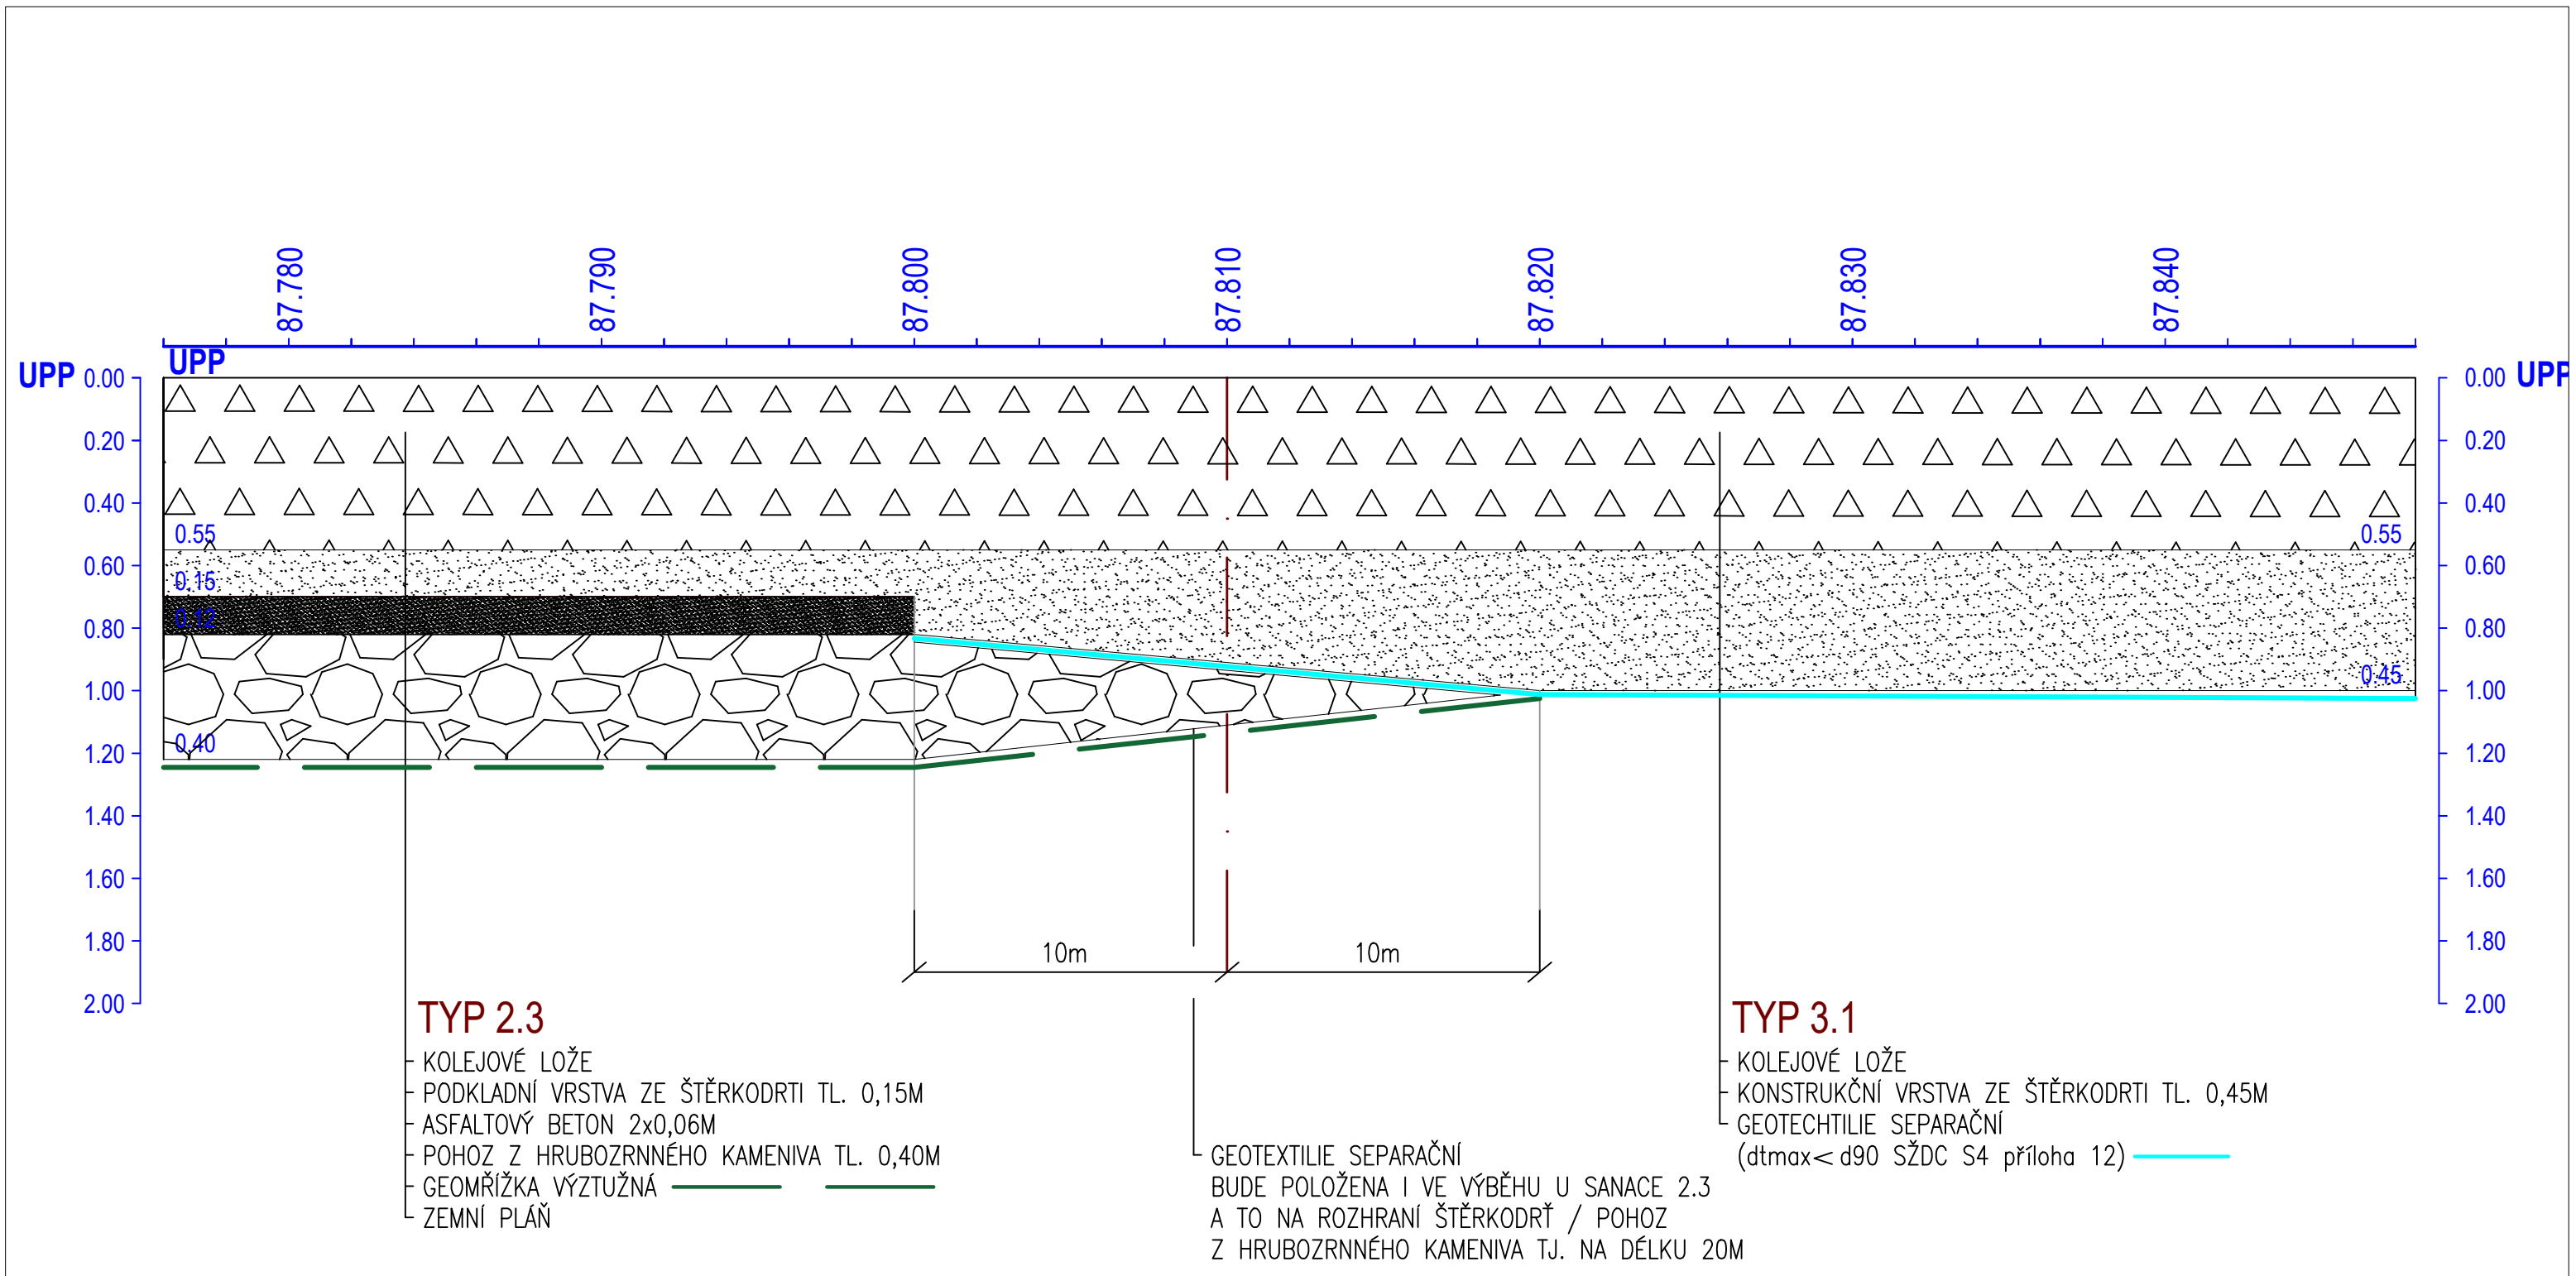 87.780
87.790
87.800
87.810
87.820
87.830
87.840
UPP
UPP
UPP
0.00
0.20
0.40
0.60
0.80
1.00
1.20
1.40
1.60
1.80
2.00
0.00
0.20
0.40
0.60
0.80
1.00
1.20
1.40
1.60
1.80
2.00
0.55
0.15
0.12
0.40
0.55
0.45
10m
10m
TYP 2.3
KOLEJOVÉ LOŽE
PODKLADNÍ VRSTVA ZE ŠTĚRKODRTI TL. 0,15M
ASFALTOVÝ BETON 2x0,06M
POHOZ Z HRUBOZRNNÉHO KAMENIVA TL. 0,40M
GEOMŘÍŽKA VÝZTUŽNÁ
ZEMNÍ PLÁŇ
GEOTEXTILIE SEPARAČNÍ
BUDE POLOŽENA I VE VÝBĚHU U SANACE 2.3
A TO NA ROZHRANÍ ŠTĚRKODRŤ / POHOZ
Z HRUBOZRNNÉHO KAMENIVA TJ. NA DÉLKU 20M
TYP 3.1
KOLEJOVÉ LOŽE
KONSTRUKČNÍ VRSTVA ZE ŠTĚRKODRTI TL. 0,45M
GEOTECHTILIE SEPARAČNÍ
(dtmax< d90 SŽDC S4 příloha 12)